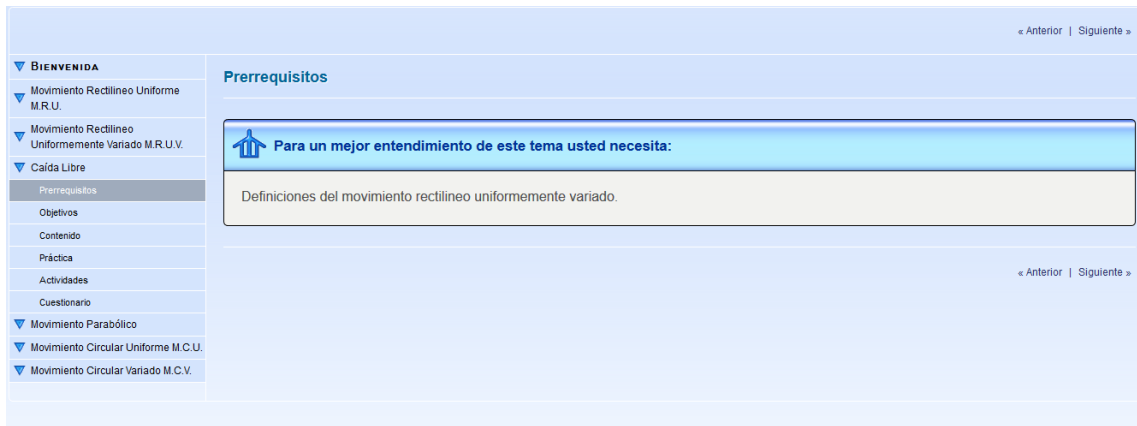 « Anterior | Siguiente »
BIENVENIDA
Movimiento Rectilineo Uniforme
M.R.U.
Movimiento Rectilineo
Uniformemente Variado M.R.U.V.
Caída Libre
Prerrequisitos
Objetivos
Contenido
Práctica
Actividades
Cuestionario
Movimiento Parabólico
Movimiento Circular Uniforme M.C.U.
Movimiento Circular Variado M.C.V.
Prerrequisitos
Para un mejor entendimiento de este tema usted necesita:
Definiciones del movimiento rectilineo uniformemente variado.
« Anterior | Siguiente »